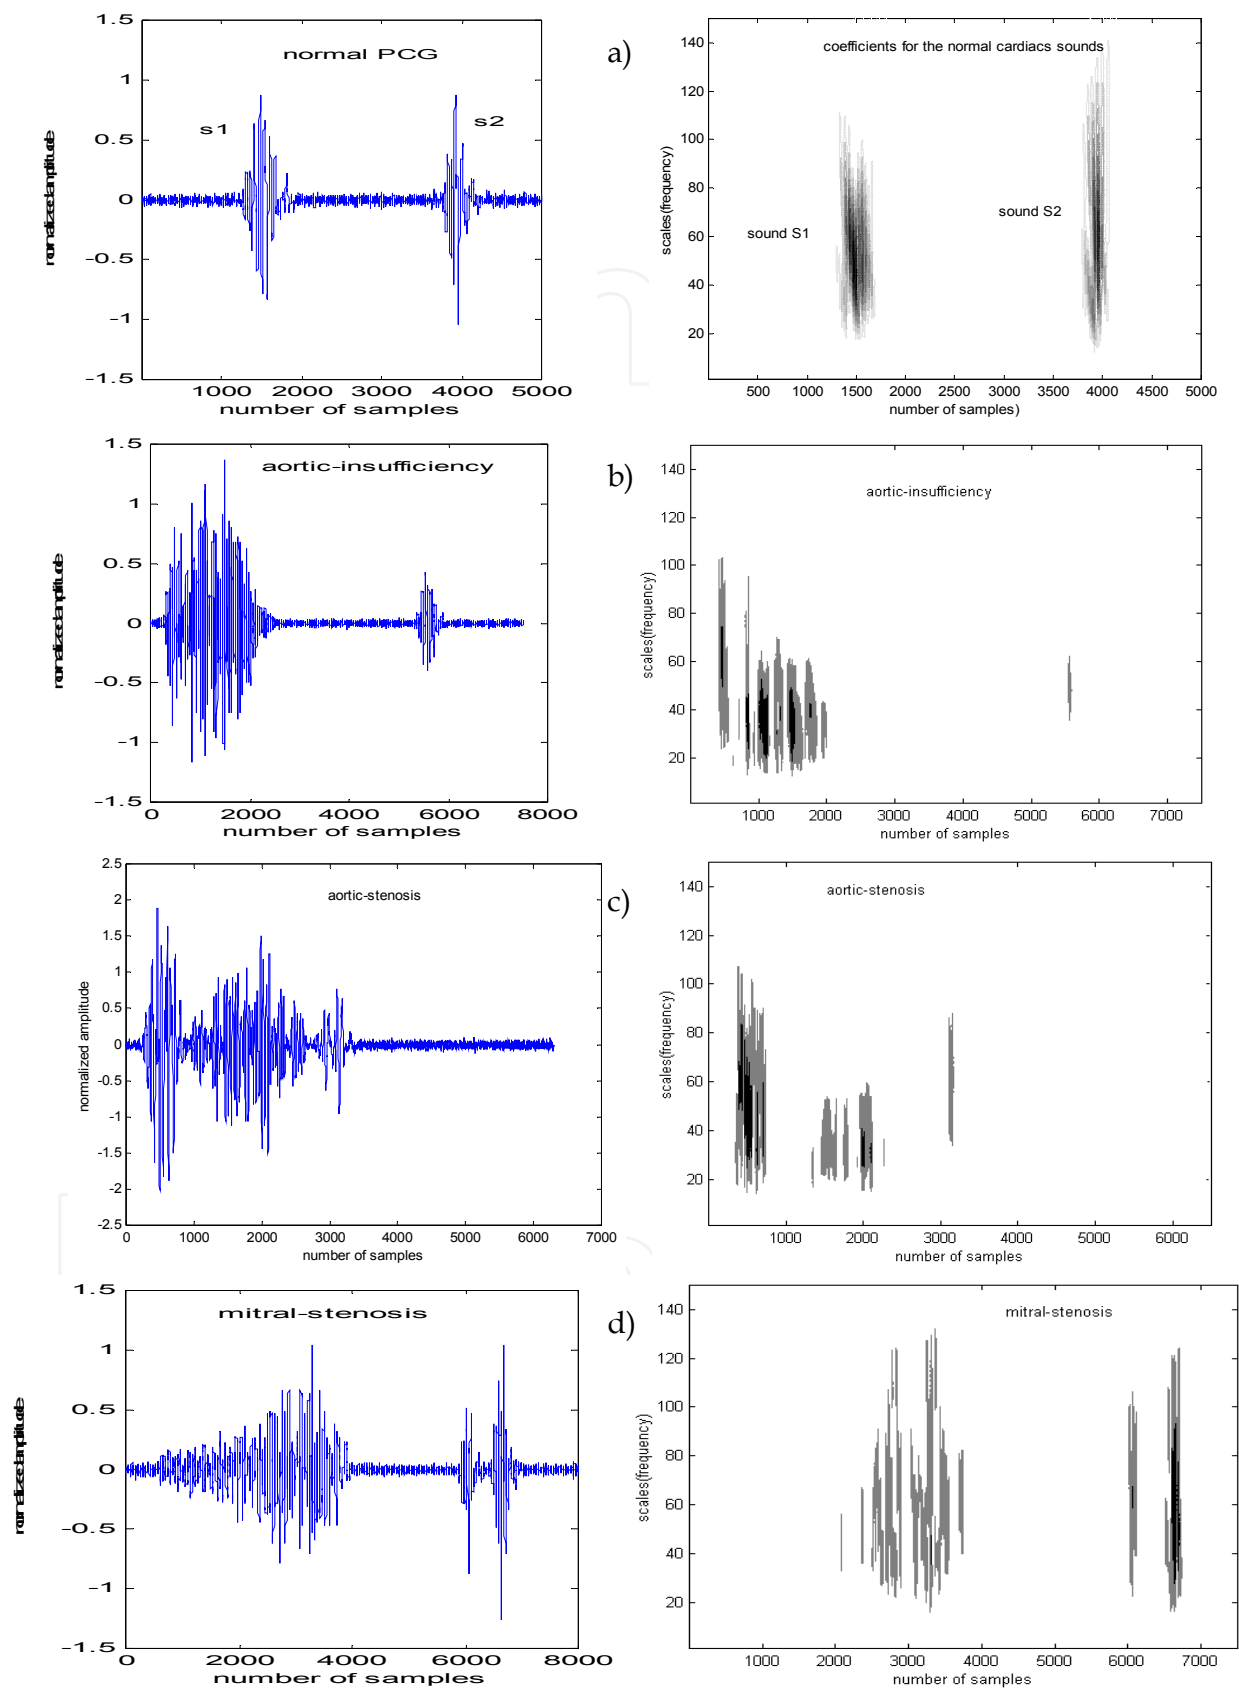 1.5
1
0.5
0
-0.5
-1
-1.5
normal PCG
s1
s2
normalized amplitude
1000 2000 3000 4000 5000
number of samples
a)
140
120
100
80
60
40
20
coefficients for the normal cardiacs sounds
sound S1
sound S2
scales(frequency)
500 1000 1500 2000 2500 3000 3500 4000 4500 5000
number of samples)
1.5
1
0.5
0
-0.5
-1
-1.5
aortic-insufficiency
normalized amplitude
0 2000 4000 6000 8000
number of samples
b)
140
120
100
80
60
40
20
aortic-insufficiency
scales(frequency)
1000 2000 3000 4000 5000 6000 7000
number of samples
2.5
2
1.5
1
0.5
0
-0.5
-1
-1.5
-2
-2.5
aortic-stenosis
normalized amplitude
0 1000 2000 3000 4000 5000 6000 7000
number of samples
c)
140
120
100
80
60
40
20
aortic-stenosis
scales(frequency)
1000 2000 3000 4000 5000 6000
number of samples
1.5
1
0.5
0
-0.5
-1
-1.5
mitral-stenosis
normalized amplitude
0 2000 4000 6000 8000
number of samples
d)
140
120
100
80
60
40
20
mitral-stenosis
scales(frequency)
1000 2000 3000 4000 5000 6000 7000
number of samples